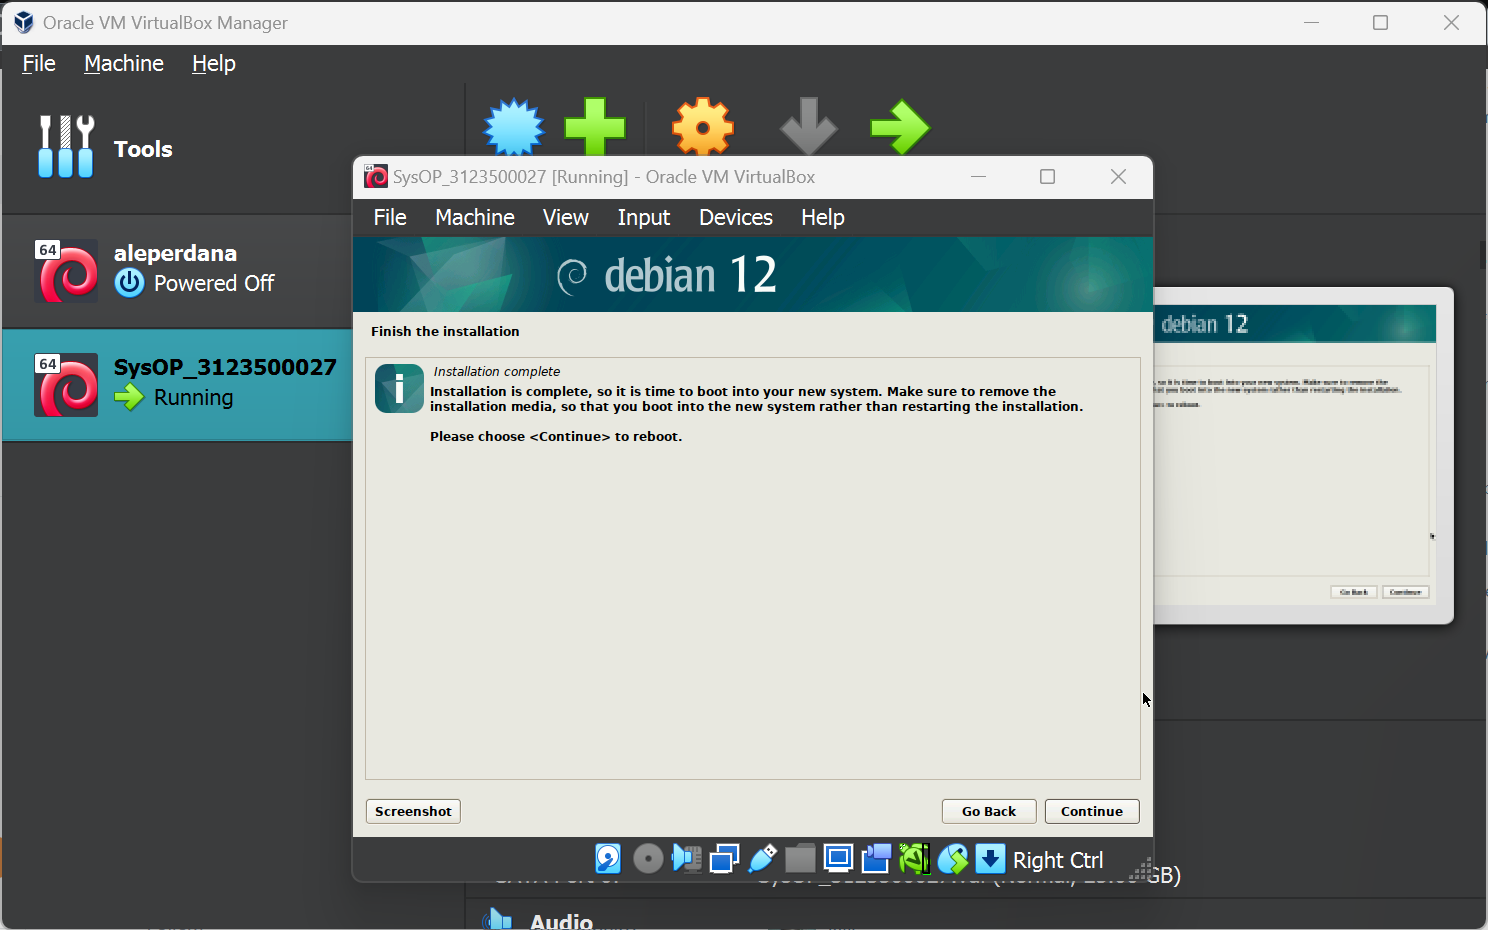 Oracle VM VirtualBox Manager
File Machine Help
Tools
64
aleperdana
Powered Off
64
SysOP_3123500027
Running
64
SysOP_3123500027 [Running] - Oracle VM VirtualBox
File Machine View Input Devices Help
debian 12
Finish the installation
i
Installation complete
Installation is complete, so it is time to boot into your new system. Make sure to remove the
installation media, so that you boot into the new system rather than restarting the installation.
Please choose <Continue> to reboot.
Screenshot Go Back Continue
Right Ctrl
debian 12
Go Back Continue
GB)
Audio